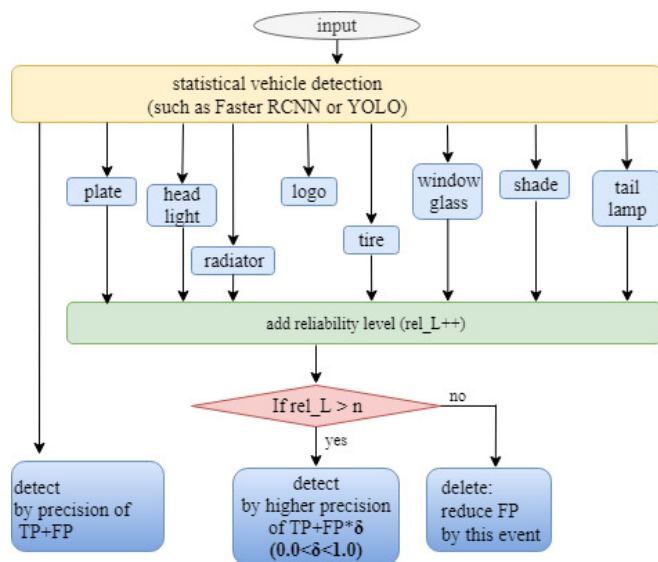 input
statistical vehicle detection
(such as Faster RCNN or YOLO)
plate
head
light
radiator
logo
tire
window
glass
shade
tail
lamp
add reliability level (rel_L++)
If rel_L > n
no
yes
detect
by precision of
TP+FP
detect
by higher precision
of TP+FP*δ
(0.0<δ<1.0)
delete:
reduce FP
by this event